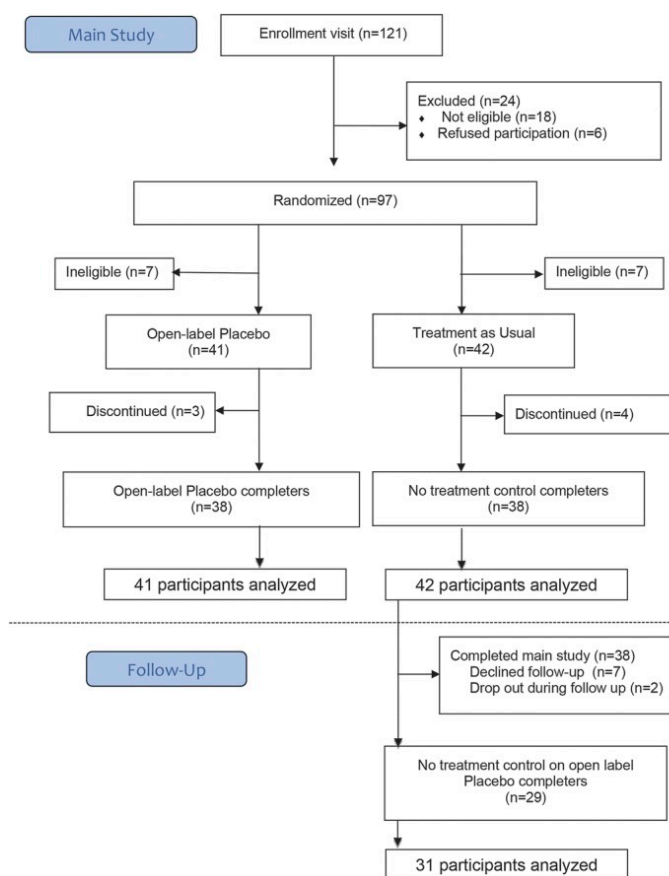 Main Study
Enrollment visit (n=121)
Excluded (n=24)
♦ Not eligible (n=18)
♦ Refused participation (n=6)
Randomized (n=97)
Ineligible (n=7)
Ineligible (n=7)
Open-label Placebo
(n=41)
Treatment as Usual
(n=42)
Discontinued (n=3)
Discontinued (n=4)
Open-label Placebo completers
(n=38)
No treatment control completers
(n=38)
41 participants analyzed
42 participants analyzed
Follow-Up
Completed main study (n=38)
Declined follow-up (n=7)
Drop out during follow up (n=2)
No treatment control on open label
Placebo completers
(n=29)
31 participants analyzed